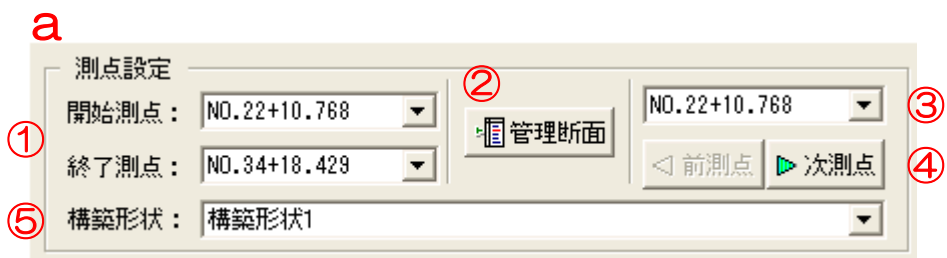 a
測点設定
①
開始測点：
NO.22+10.768
終了測点：
NO.34+18.429
②
管理断面
NO.22+10.768
③
前測点
次測点
④
⑤
構築形状：
構築形状1